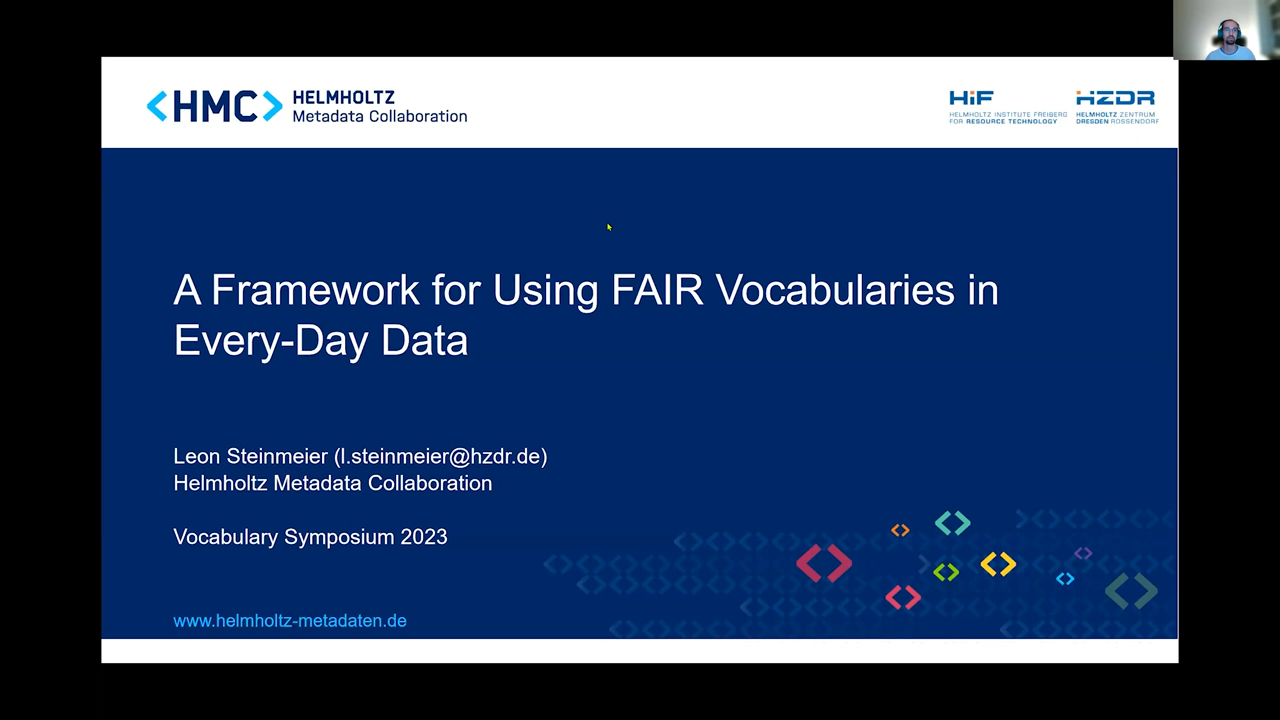 <HMC> HELMHOLTZ
Metadata Collaboration
HiF
HELMHOLTZ INSTITUTE FREIBERG
FOR RESOURCE TECHNOLOGY
HZDR
HELMHOLTZ ZENTRUM
DRESDEN ROSSENDORF
A Framework for Using FAIR Vocabularies in
Every-Day Data
Leon Steinmeier (l.steinmeier@hzdr.de)
Helmholtz Metadata Collaboration
Vocabulary Symposium 2023
www.helmholtz-metadaten.de